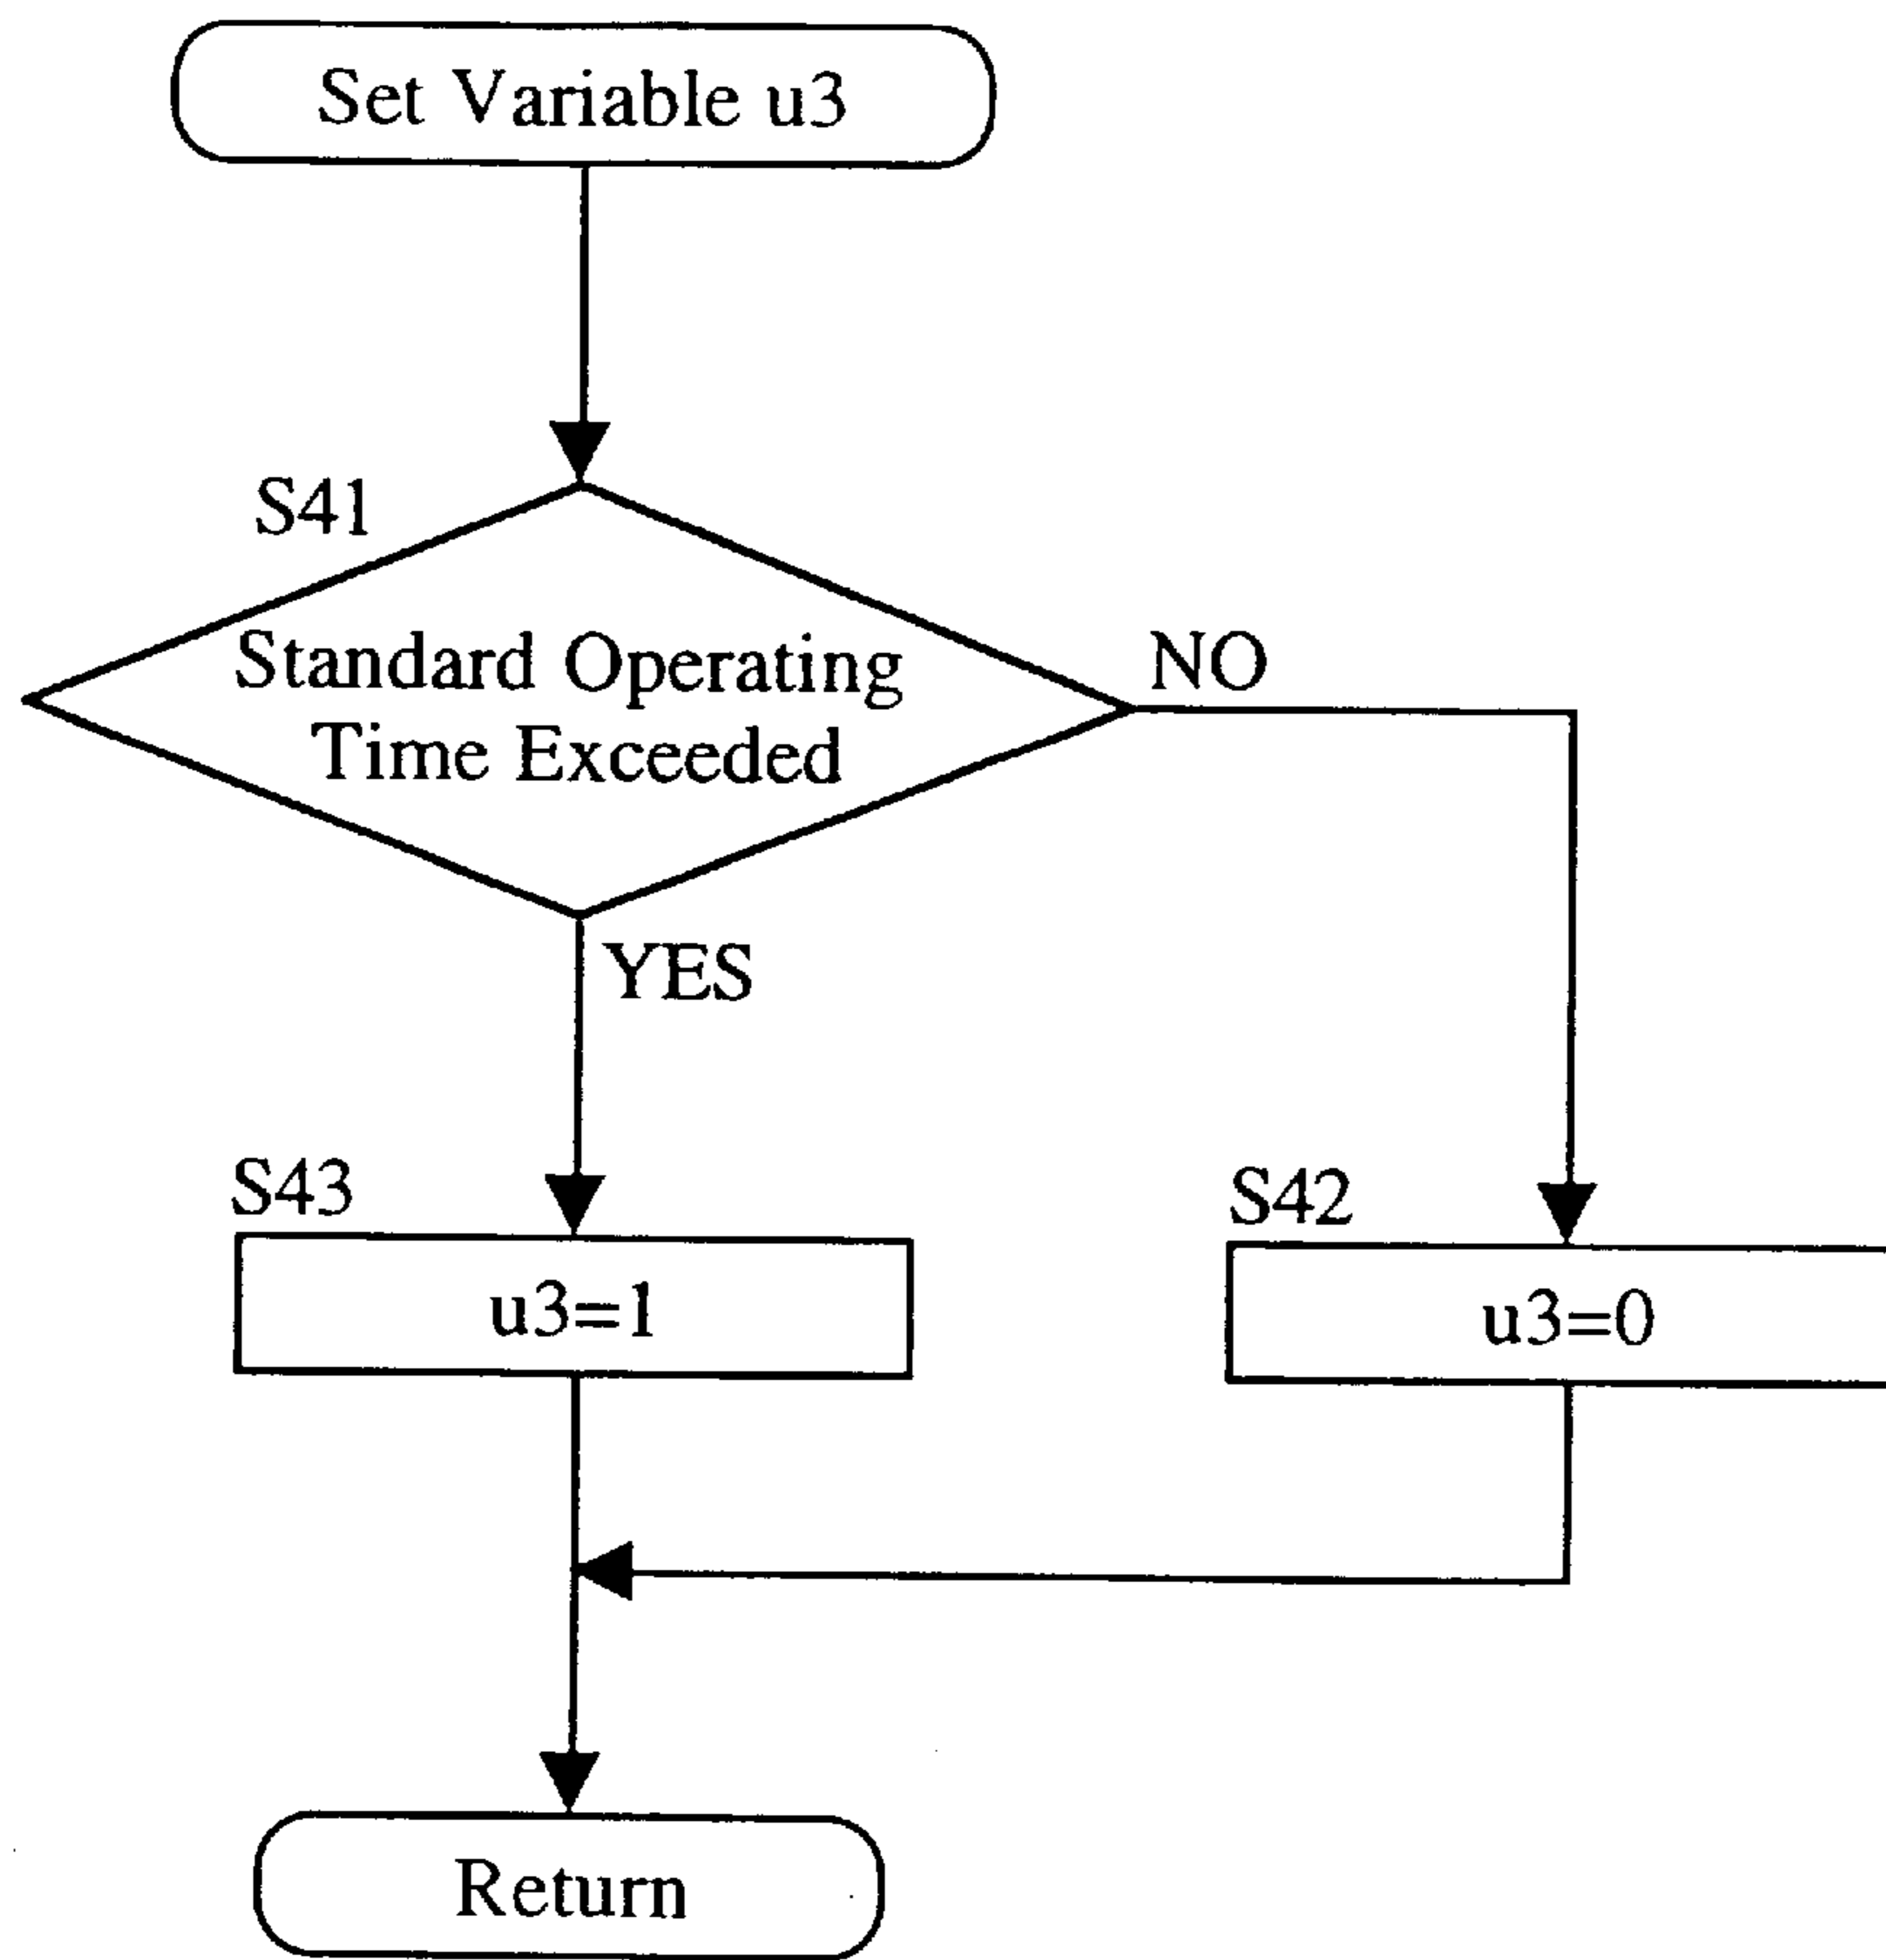 Set Variable u3
S41
Standard Operating
Time Exceeded
NO
YES
S43
u3=1
S42
u3=0
Return